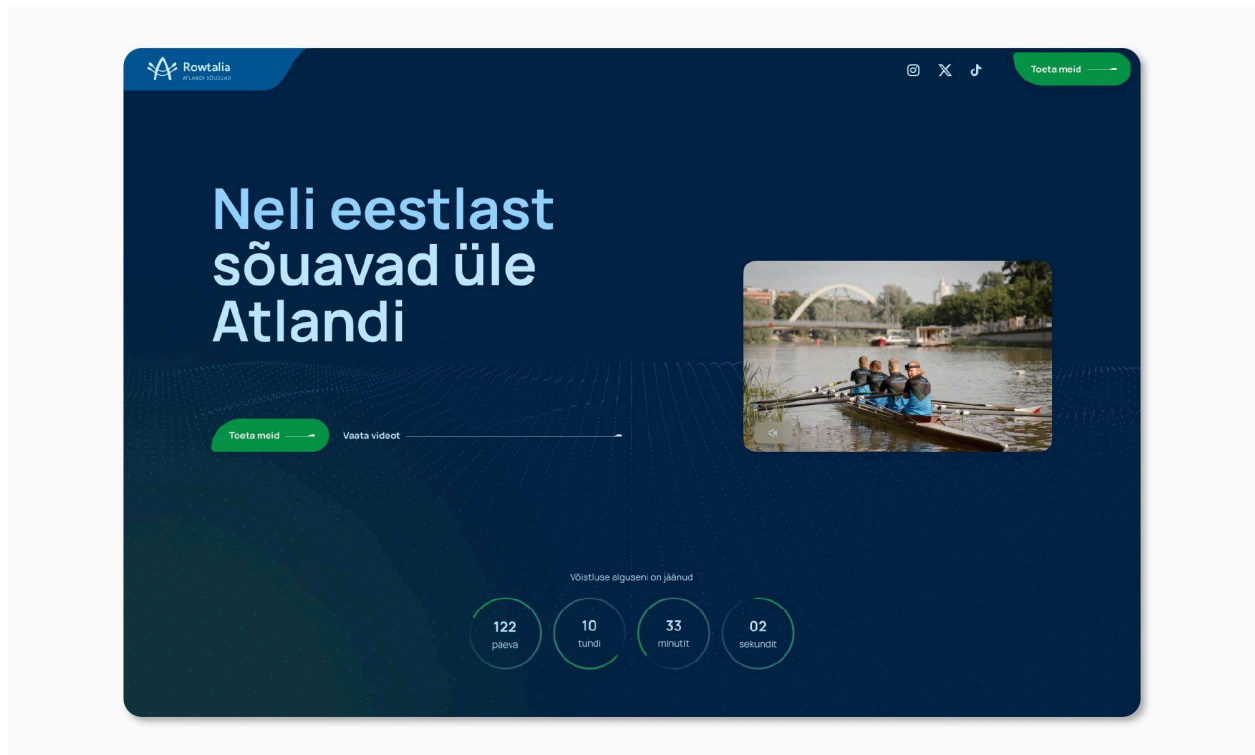 Rowtalia
ATLANDI SÕUDJAD
Toeta meid
Neli eestlast
sõuavad üle
Atlandi
Toeta meid
Vaata videot
Võistluse alguseni on jäänud
122
päeva
10
tundi
33
minutit
02
sekundit